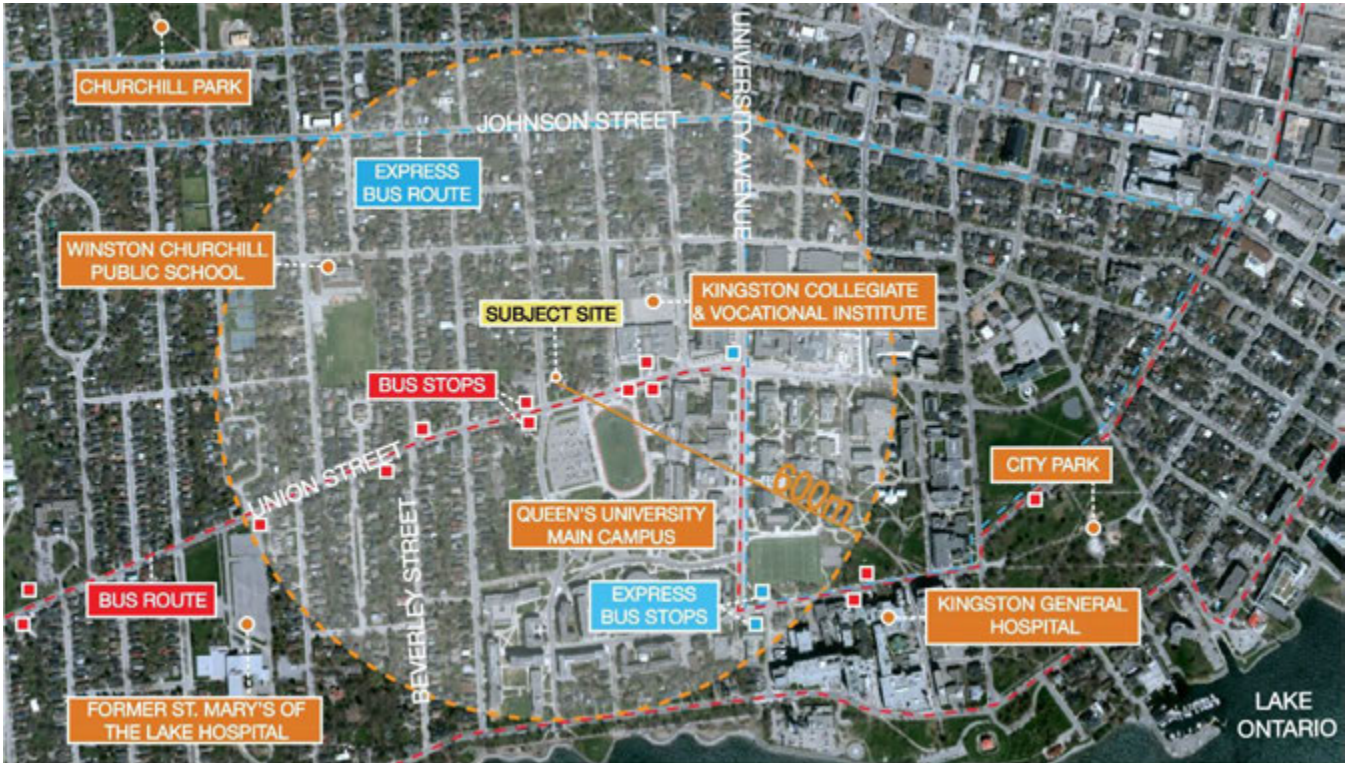 CHURCHILL PARK
UNIVERSITY AVENUE
JOHNSON STREET
EXPRESS
BUS ROUTE
WINSTON CHURCHILL
PUBLIC SCHOOL
KINGSTON COLLEGIATE
& VOCATIONAL INSTITUTE
SUBJECT SITE
BUS STOPS
UNION STREET
CITY PARK
600m
QUEEN'S UNIVERSITY
MAIN CAMPUS
BEVERLEY STREET
BUS ROUTE
EXPRESS
BUS STOPS
KINGSTON GENERAL
HOSPITAL
FORMER ST. MARY'S OF
THE LAKE HOSPITAL
LAKE
ONTARIO